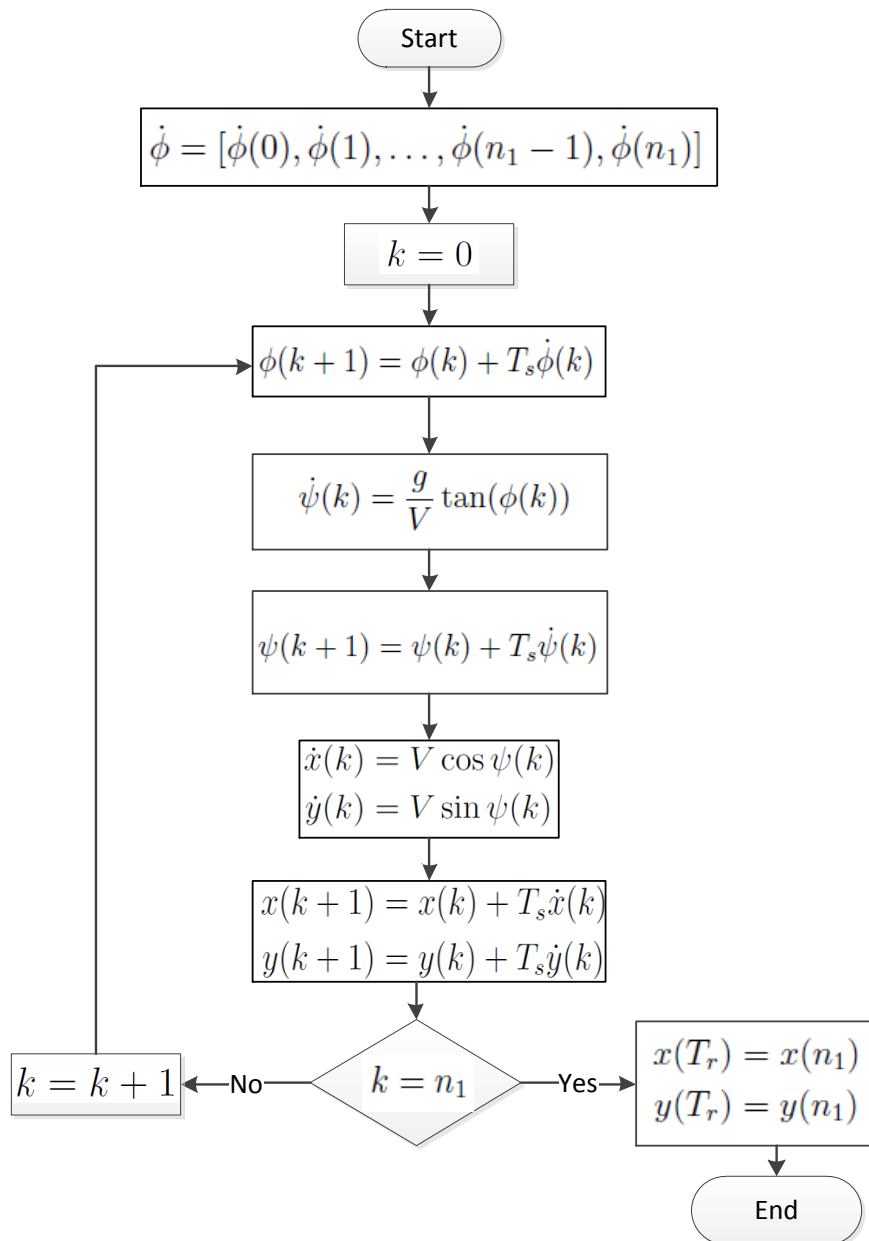 Start
ϕ̇ = [ϕ̇(0), ϕ̇(1), . . . , ϕ̇(n₁ − 1), ϕ̇(n₁)]
k = 0
ϕ(k + 1) = ϕ(k) + Tₛϕ̇(k)
ψ̇(k) = g/V tan(ϕ(k))
ψ(k + 1) = ψ(k) + Tₛψ̇(k)
ẋ(k) = V cos ψ(k)
ẏ(k) = V sin ψ(k)
x(k + 1) = x(k) + Tₛẋ(k)
y(k + 1) = y(k) + Tₛẏ(k)
k = n₁
No
k = k + 1
Yes
x(Tᵣ) = x(n₁)
y(Tᵣ) = y(n₁)
End